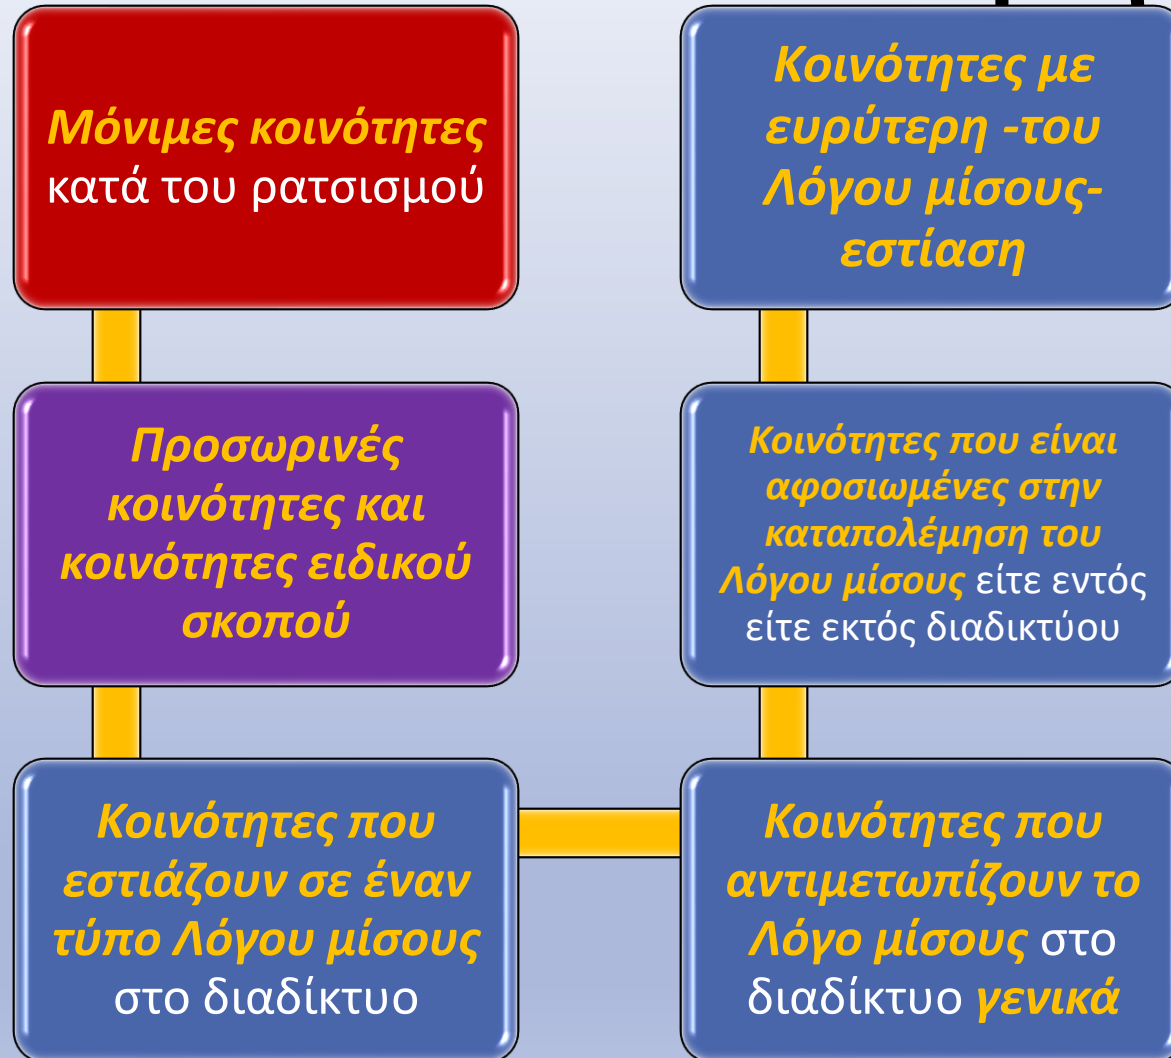 Μόνιμες κοινότητες
κατά του ρατσισμού
Προσωρινές
κοινότητες και
κοινότητες ειδικού
σκοπού
Κοινότητες που
εστιάζουν σε έναν
τύπο Λόγου μίσους
στο διαδίκτυο
Κοινότητες που
αντιμετωπίζουν το
Λόγο μίσους στο
διαδίκτυο γενικά
Κοινότητες που είναι
αφοσιωμένες στην
καταπολέμηση του
Λόγου μίσους είτε εντός
είτε εκτός διαδικτύου
Κοινότητες με
ευρύτερη -του
Λόγου μίσους-
εστίαση